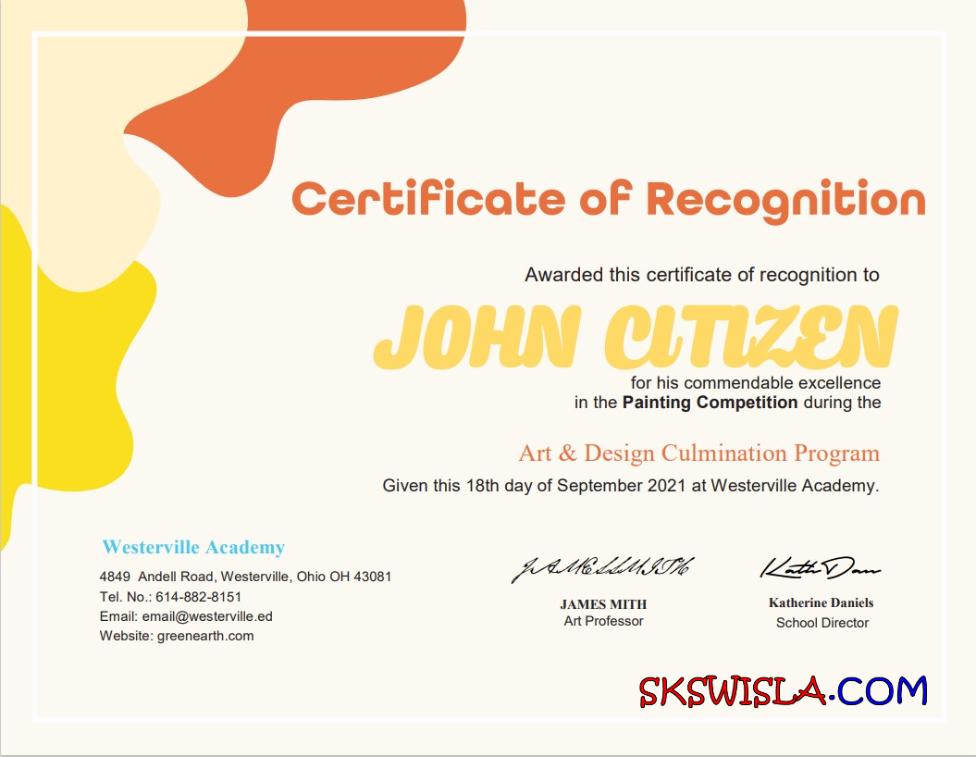 Certificate of Recognition
Awarded this certificate of recognition to
JOHN CITIZEN
for his commendable excellence
in the Painting Competition during the
Art & Design Culmination Program
Given this 18th day of September 2021 at Westerville Academy.
Westerville Academy
4849 Andell Road, Westerville, Ohio OH 43081
Tel. No.: 614-882-8151
Email: email@westerville.ed
Website: greenearth.com
JAMES MITH
Art Professor
Katherine Daniels
School Director
SKSWISLA.COM